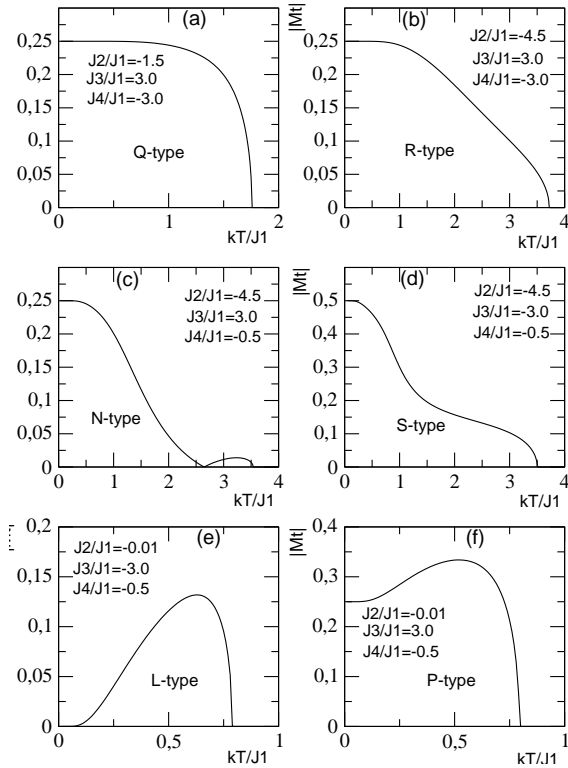 (a)
0,25
0,2
0,15
0,1
0,05
0
J2/J1=-1.5
J3/J1=3.0
J4/J1=-3.0
Q-type
0 1 2
kT/J1
(b)
|Mt|
0,25
0,2
0,15
0,1
0,05
0
J2/J1=-4.5
J3/J1=3.0
J4/J1=-3.0
R-type
0 1 2 3 4
kT/J1
(c)
0,25
0,2
0,15
0,1
0,05
0
J2/J1=-4.5
J3/J1=3.0
J4/J1=-0.5
N-type
0 1 2 3 4
kT/J1
(d)
|Mt|
0,5
0,4
0,3
0,2
0,1
0
J2/J1=-4.5
J3/J1=-3.0
J4/J1=-0.5
S-type
0 1 2 3 4
kT/J1
(e)
0,2
0,15
0,1
0,05
0
J2/J1=-0.01
J3/J1=-3.0
J4/J1=-0.5
L-type
0 0,5 1
kT/J1
(f)
|Mt|
0,4
0,3
0,2
0,1
0
J2/J1=-0.01
J3/J1=3.0
J4/J1=-0.5
P-type
0 0,5 1
kT/J1